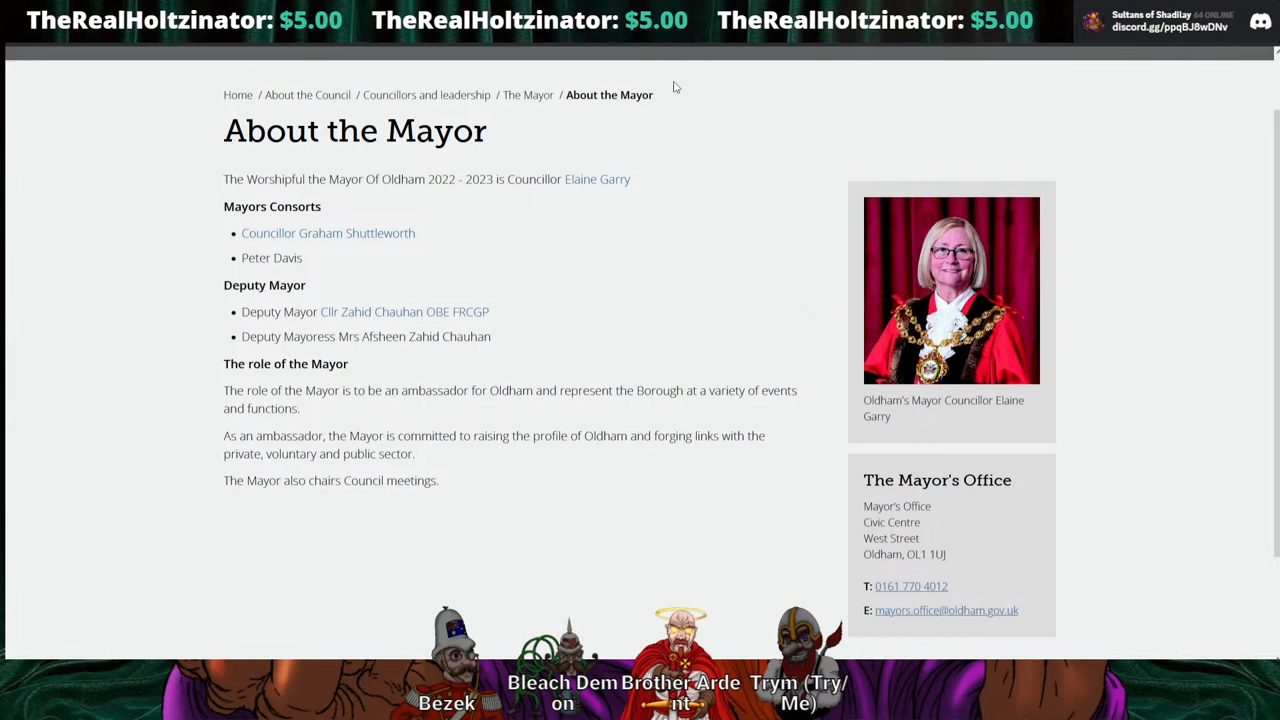 TheRealHoltzinator: $5.00 TheRealHoltzinator: $5.00 TheRealHoltzinator: $5.00
Sultans of Shadilay 64 ONLINE
discord.gg/ppqBJ8wDNv
Home / About the Council / Councillors and leadership / The Mayor / About the Mayor
About the Mayor
The Worshipful the Mayor Of Oldham 2022 - 2023 is Councillor Elaine Garry
Mayors Consorts
• Councillor Graham Shuttleworth
• Peter Davis
Deputy Mayor
• Deputy Mayor Cllr Zahid Chauhan OBE FRCGP
• Deputy Mayoress Mrs Afsheen Zahid Chauhan
The role of the Mayor
The role of the Mayor is to be an ambassador for Oldham and represent the Borough at a variety of events
and functions.
As an ambassador, the Mayor is committed to raising the profile of Oldham and forging links with the
private, voluntary and public sector.
The Mayor also chairs Council meetings.
Oldham's Mayor Councillor Elaine
Garry
The Mayor's Office
Mayor's Office
Civic Centre
West Street
Oldham, OL1 1UJ
T: 0161 770 4012
E: mayors.office@oldham.gov.uk
Bezek
Bleach Dem
on
Brother Arde
nt
Trym (Try/
Me)